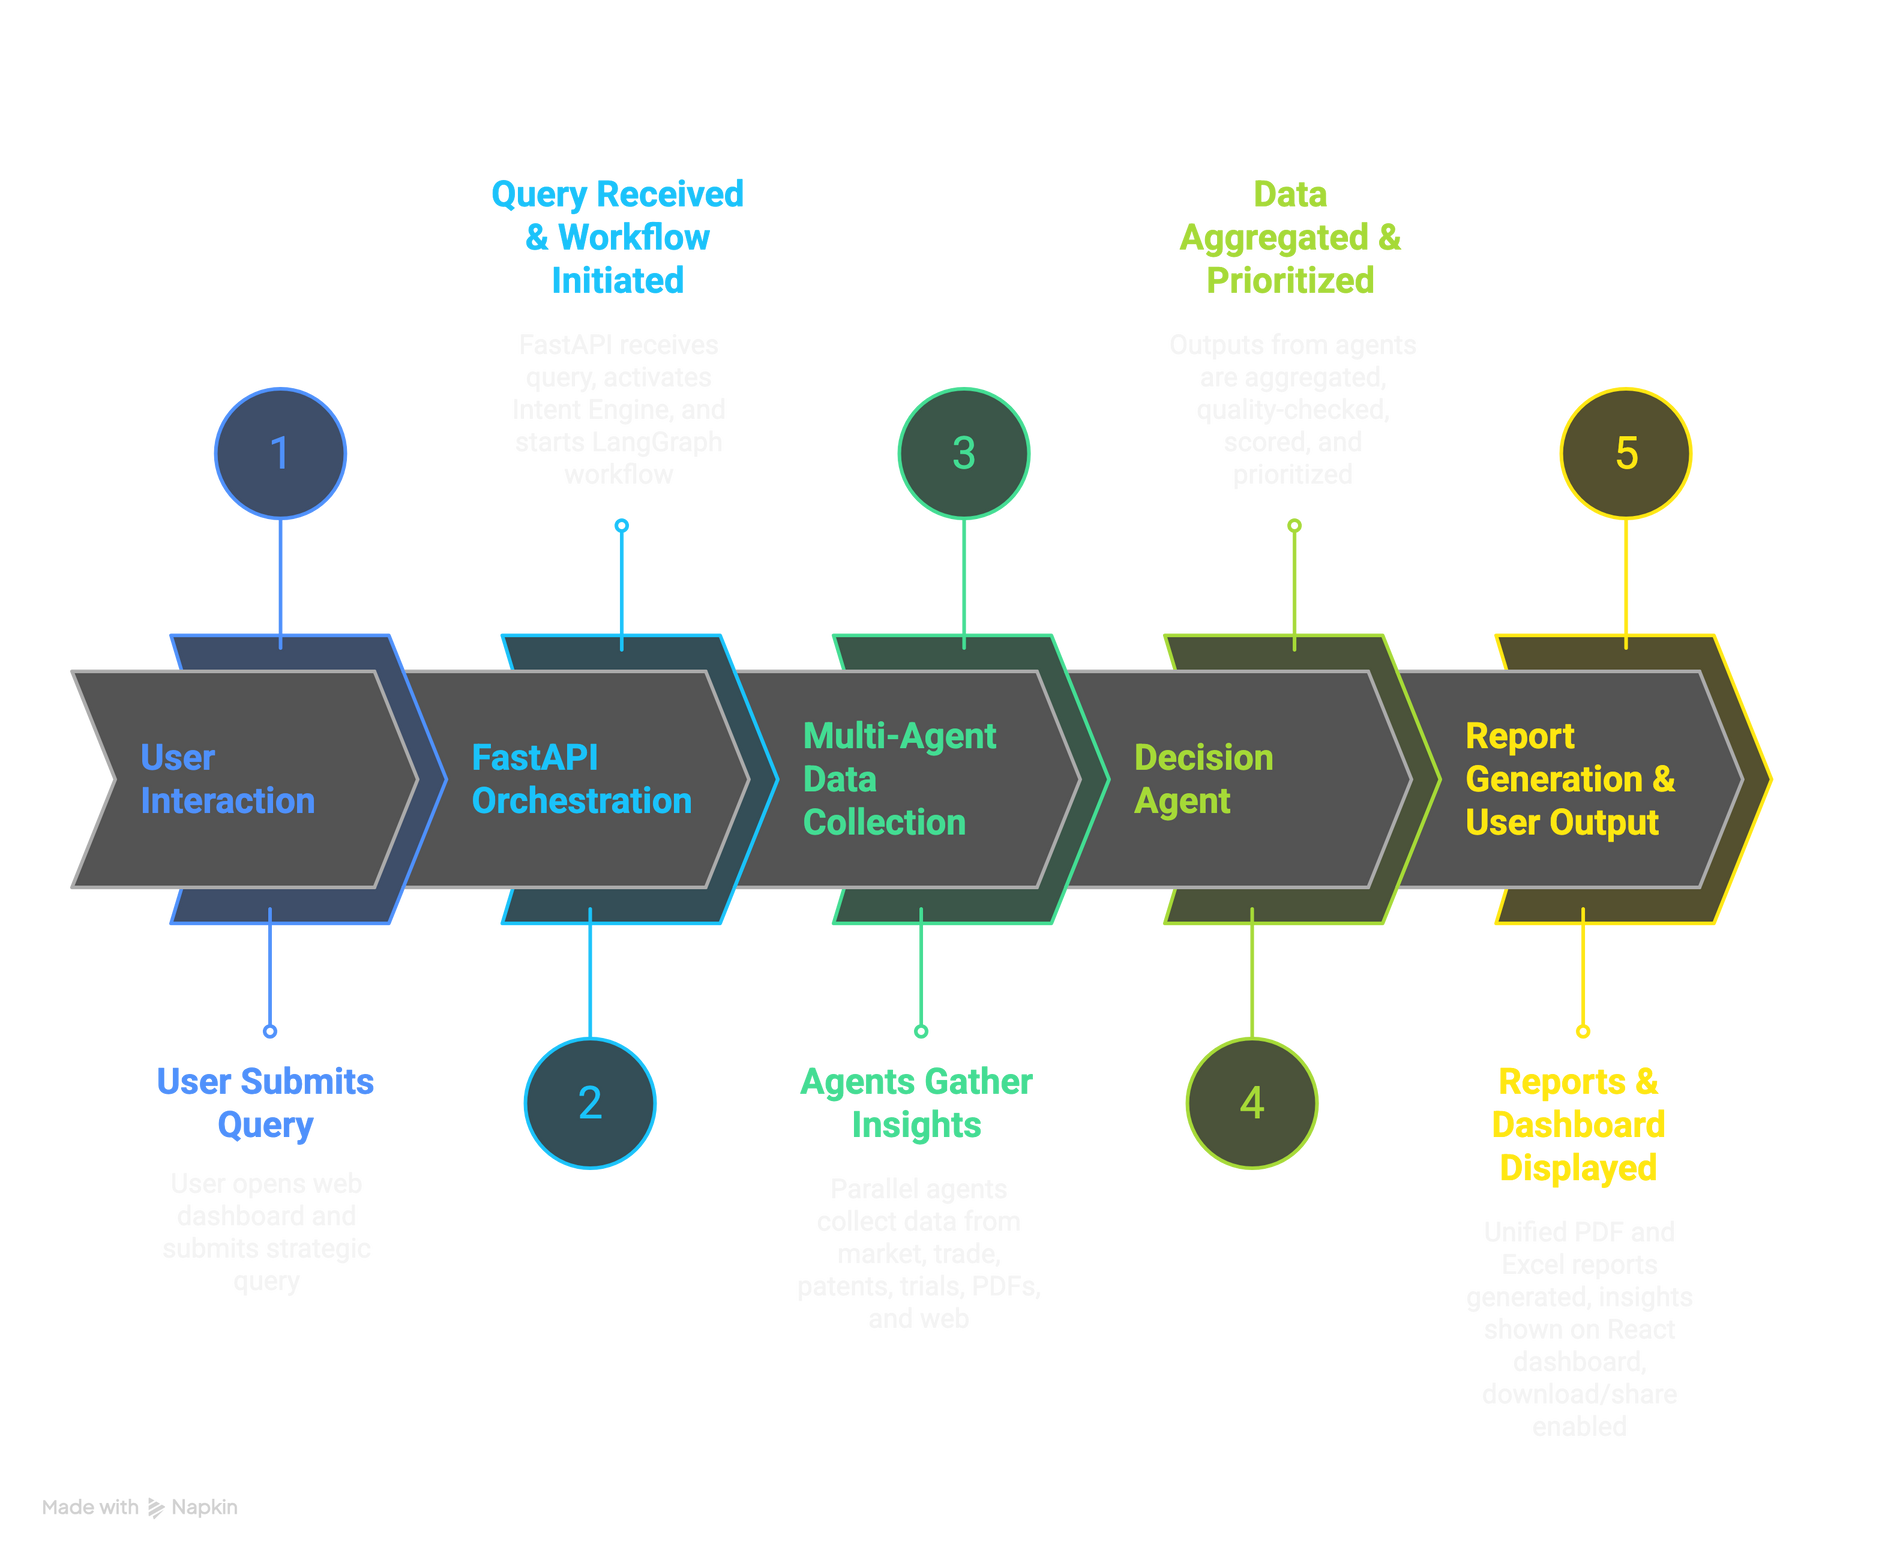 1
User
Interaction
User Submits
Query
User opens web
dashboard and
submits strategic
query
Query Received
& Workflow
Initiated
FastAPI receives
query, activates
Intent Engine, and
starts LangGraph
workflow
FastAPI
Orchestration
2
3
Multi-Agent
Data
Collection
Agents Gather
Insights
Parallel agents
collect data from
market, trade,
patents, trials, PDFs,
and web
Data
Aggregated &
Prioritized
Outputs from agents
are aggregated,
quality-checked,
scored, and
prioritized
Decision
Agent
4
5
Report
Generation &
User Output
Reports &
Dashboard
Displayed
Unified PDF and
Excel reports
generated, insights
shown on React
dashboard,
download/share
enabled
Made with Napkin